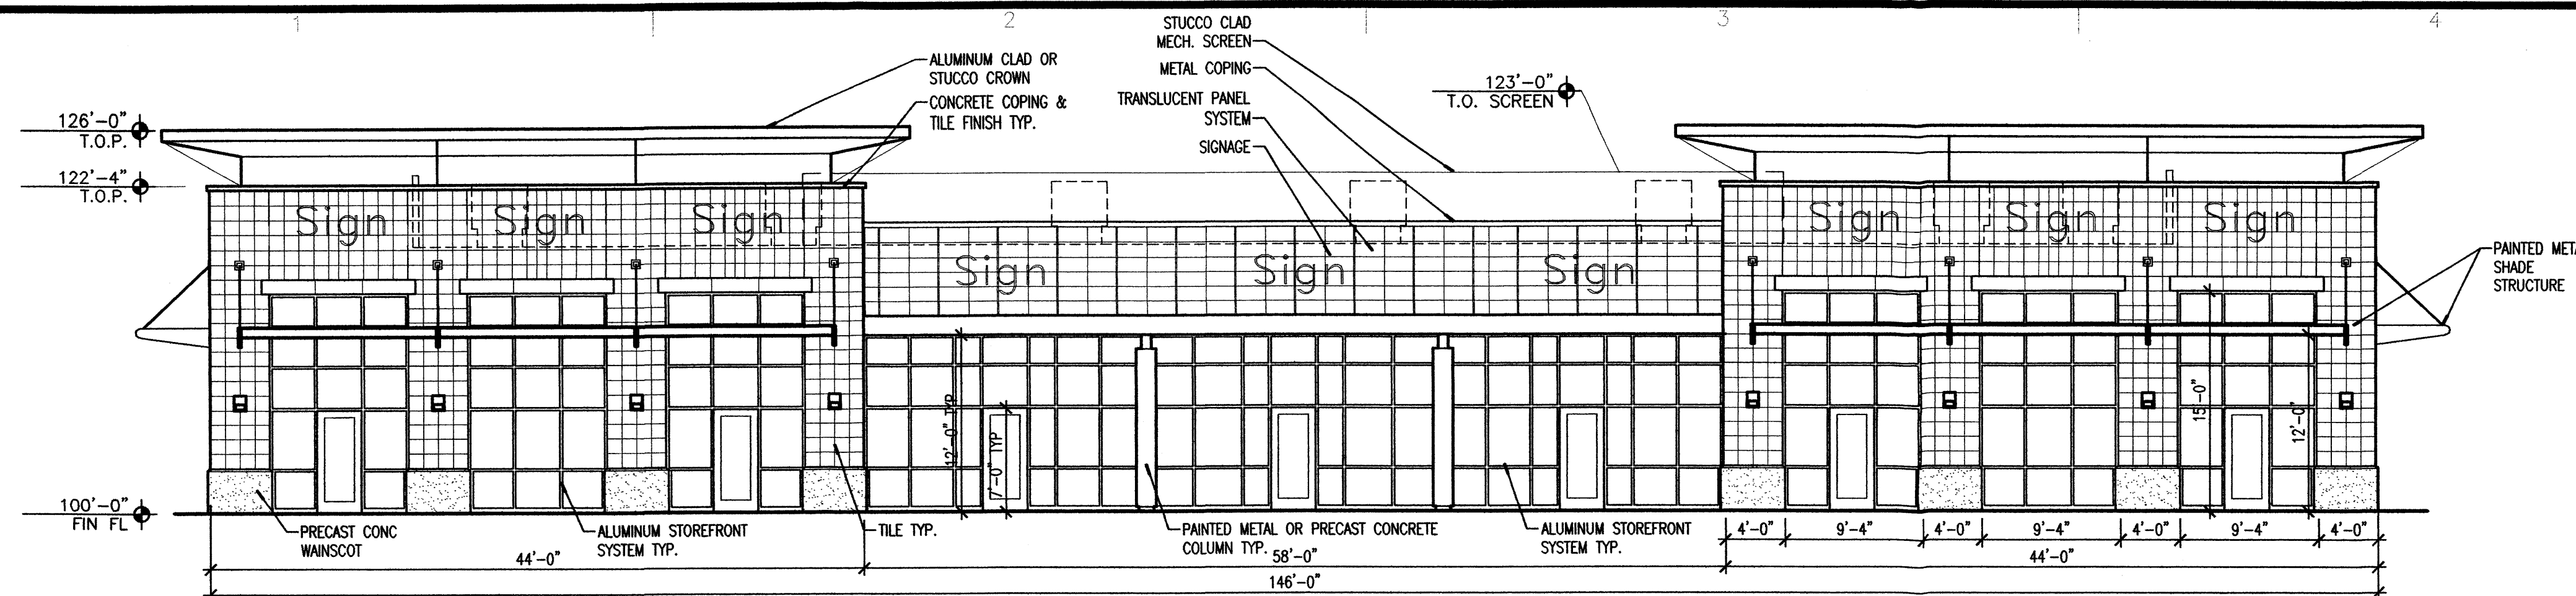 1
2
3
4
STUCCO CLAD
MECH. SCREEN
METAL COPING
TRANSLUCENT PANEL
SYSTEM
SIGNAGE
ALUMINUM CLAD OR
STUCCO CROWN
CONCRETE COPING &
TILE FINISH TYP.
123'-0"
T.O. SCREEN
126'-0"
T.O.P.
122'-4"
T.O.P.
Sign
Sign
Sign
Sign
Sign
Sign
Sign
Sign
Sign
PAINTED META
SHADE
STRUCTURE
12'-0" TYP
7'-0" TYP
15'-0"
12'-0"
100'-0"
FIN FL
PRECAST CONC
WAINSCOT
ALUMINUM STOREFRONT
SYSTEM TYP.
TILE TYP.
PAINTED METAL OR PRECAST CONCRETE
COLUMN TYP.
ALUMINUM STOREFRONT
SYSTEM TYP.
4'-0"
9'-4"
4'-0"
9'-4"
4'-0"
9'-4"
4'-0"
44'-0"
58'-0"
44'-0"
146'-0"